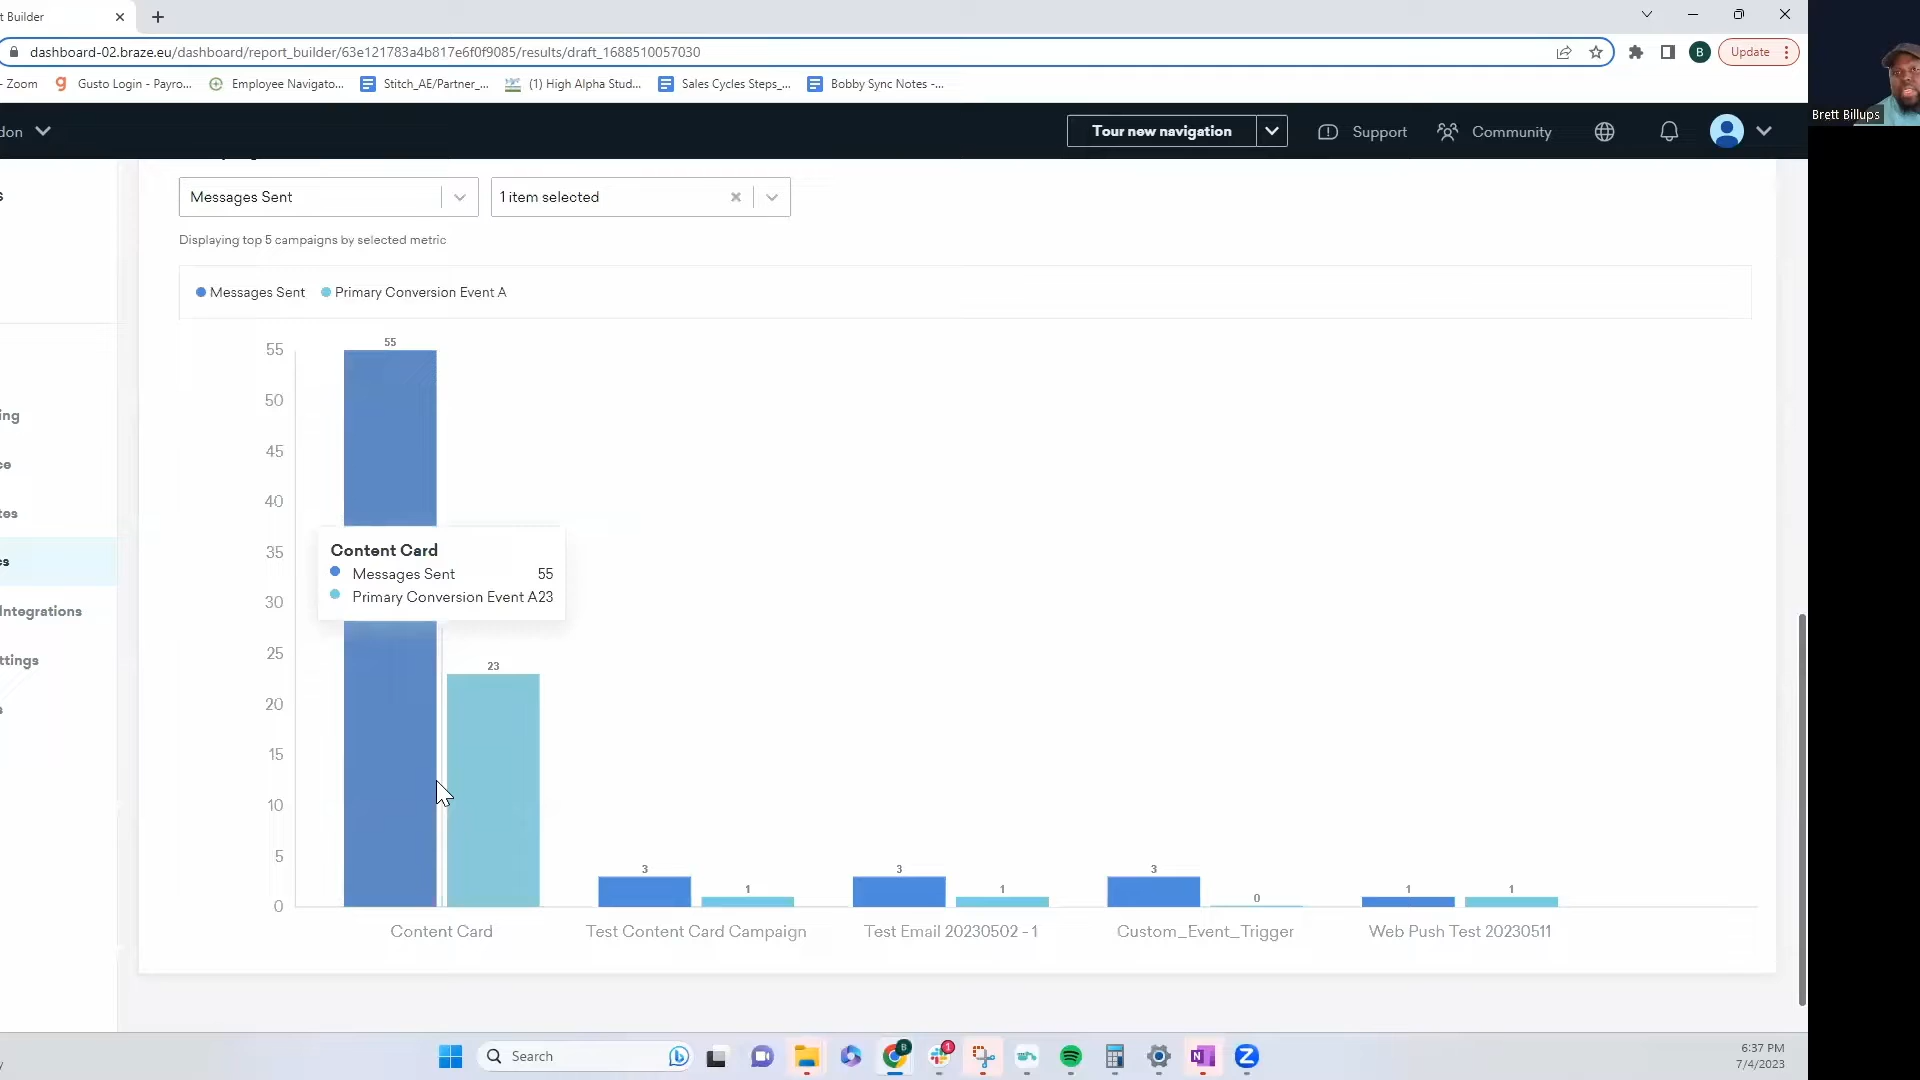 t Builder
dashboard-02.braze.eu/dashboard/report_builder/63e121783a4b817e6f0f9085/results/draft_1688510057030
B
Update
- Zoom
Gusto Login - Payro...
Employee Navigato...
Stitch_AE/Partner_...
(1) High Alpha Stud...
Sales Cycles Steps_...
Bobby Sync Notes -...
don
Tour new navigation
Support
Community
Brett Billups
s
Messages Sent
1 item selected
Displaying top 5 campaigns by selected metric
Messages Sent
Primary Conversion Event A
55
50
45
40
35
30
25
20
15
10
5
0
55
23
3
1
3
1
3
0
1
1
Content Card
Messages Sent 55
Primary Conversion Event A23
Content Card
Test Content Card Campaign
Test Email 20230502 - 1
Custom_Event_Trigger
Web Push Test 20230511
ing
ce
tes
cs
Integrations
ttings
s
Search
6:37 PM
7/4/2023